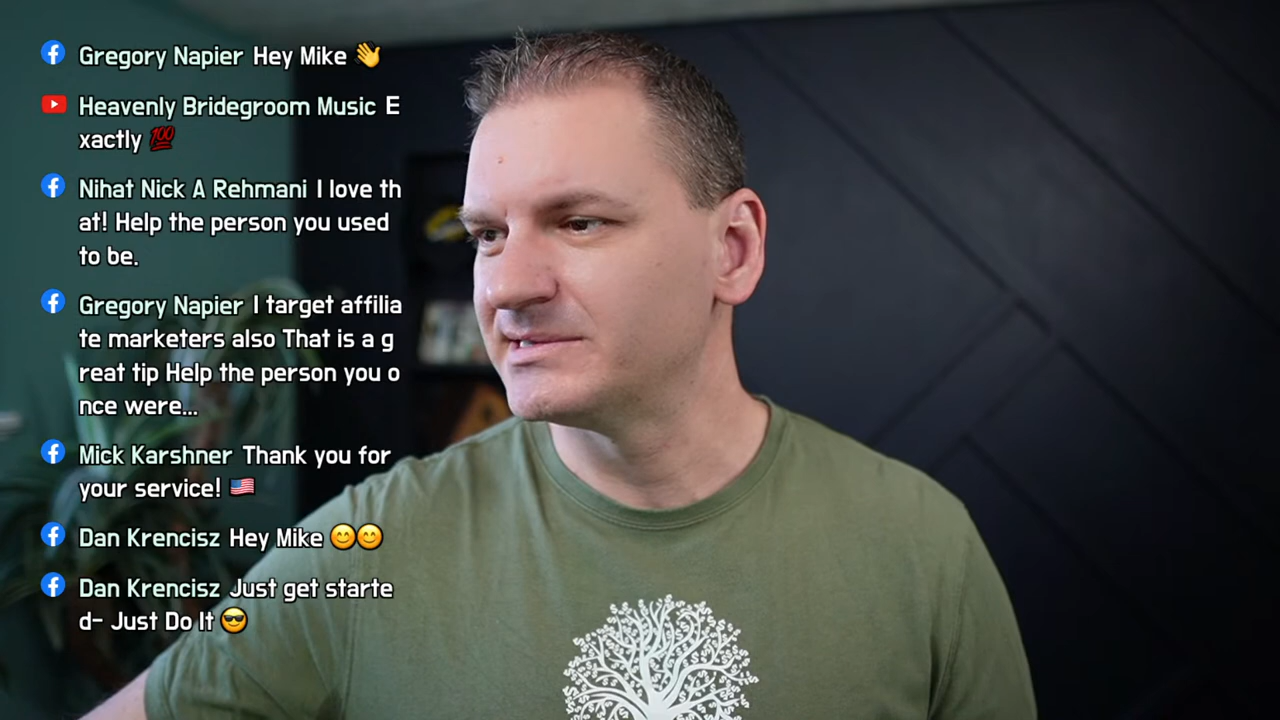 Gregory Napier Hey Mike 👋
Heavenly Bridegroom Music E
xactly 💯
Nihat Nick A Rehmani I love th
at! Help the person you used
to be.
Gregory Napier I target affilia
te marketers also That is a g
reat tip Help the person you o
nce were...
Mick Karshner Thank you for
your service! 🇺🇸
Dan Krencisz Hey Mike 😊😊
Dan Krencisz Just get starte
d- Just Do It 😎